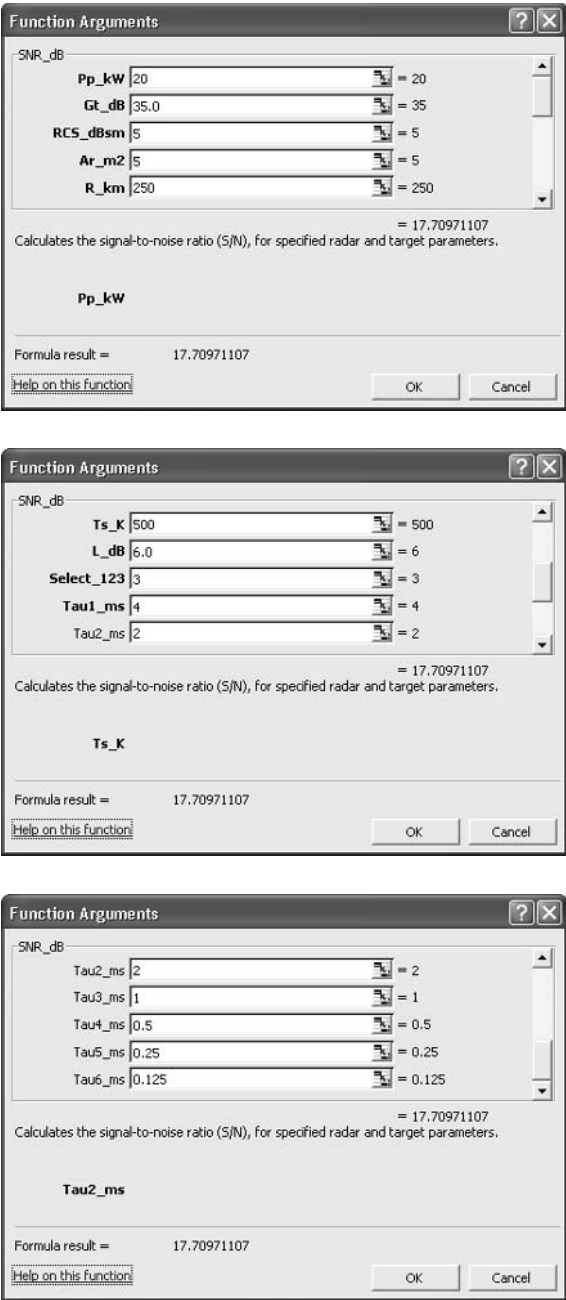 Function Arguments
SNR_dB
Pp_kW 20 = 20
Gt_dB 35.0 = 35
RCS_dBsm 5 = 5
Ar_m2 5 = 5
R_km 250 = 250
= 17.70971107
Calculates the signal-to-noise ratio (S/N), for specified radar and target parameters.
Pp_kW
Formula result = 17.70971107
Help on this function OK Cancel
Function Arguments
SNR_dB
Ts_K 500 = 500
L_dB 6.0 = 6
Select_123 3 = 3
Tau1_ms 4 = 4
Tau2_ms 2 = 2
= 17.70971107
Calculates the signal-to-noise ratio (S/N), for specified radar and target parameters.
Ts_K
Formula result = 17.70971107
Help on this function OK Cancel
Function Arguments
SNR_dB
Tau2_ms 2 = 2
Tau3_ms 1 = 1
Tau4_ms 0.5 = 0.5
Tau5_ms 0.25 = 0.25
Tau6_ms 0.125 = 0.125
= 17.70971107
Calculates the signal-to-noise ratio (S/N), for specified radar and target parameters.
Tau2_ms
Formula result = 17.70971107
Help on this function OK Cancel